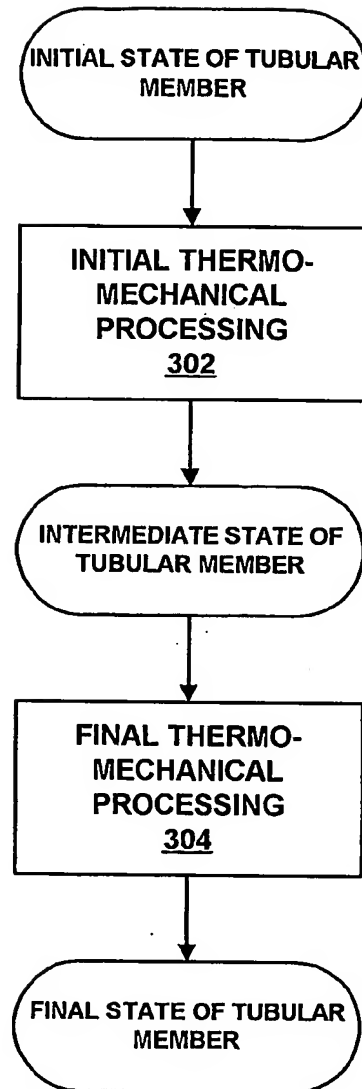 INITIAL STATE OF TUBULAR
MEMBER
INITIAL THERMO-
MECHANICAL
PROCESSING
302
INTERMEDIATE STATE OF
TUBULAR MEMBER
FINAL THERMO-
MECHANICAL
PROCESSING
304
FINAL STATE OF TUBULAR
MEMBER